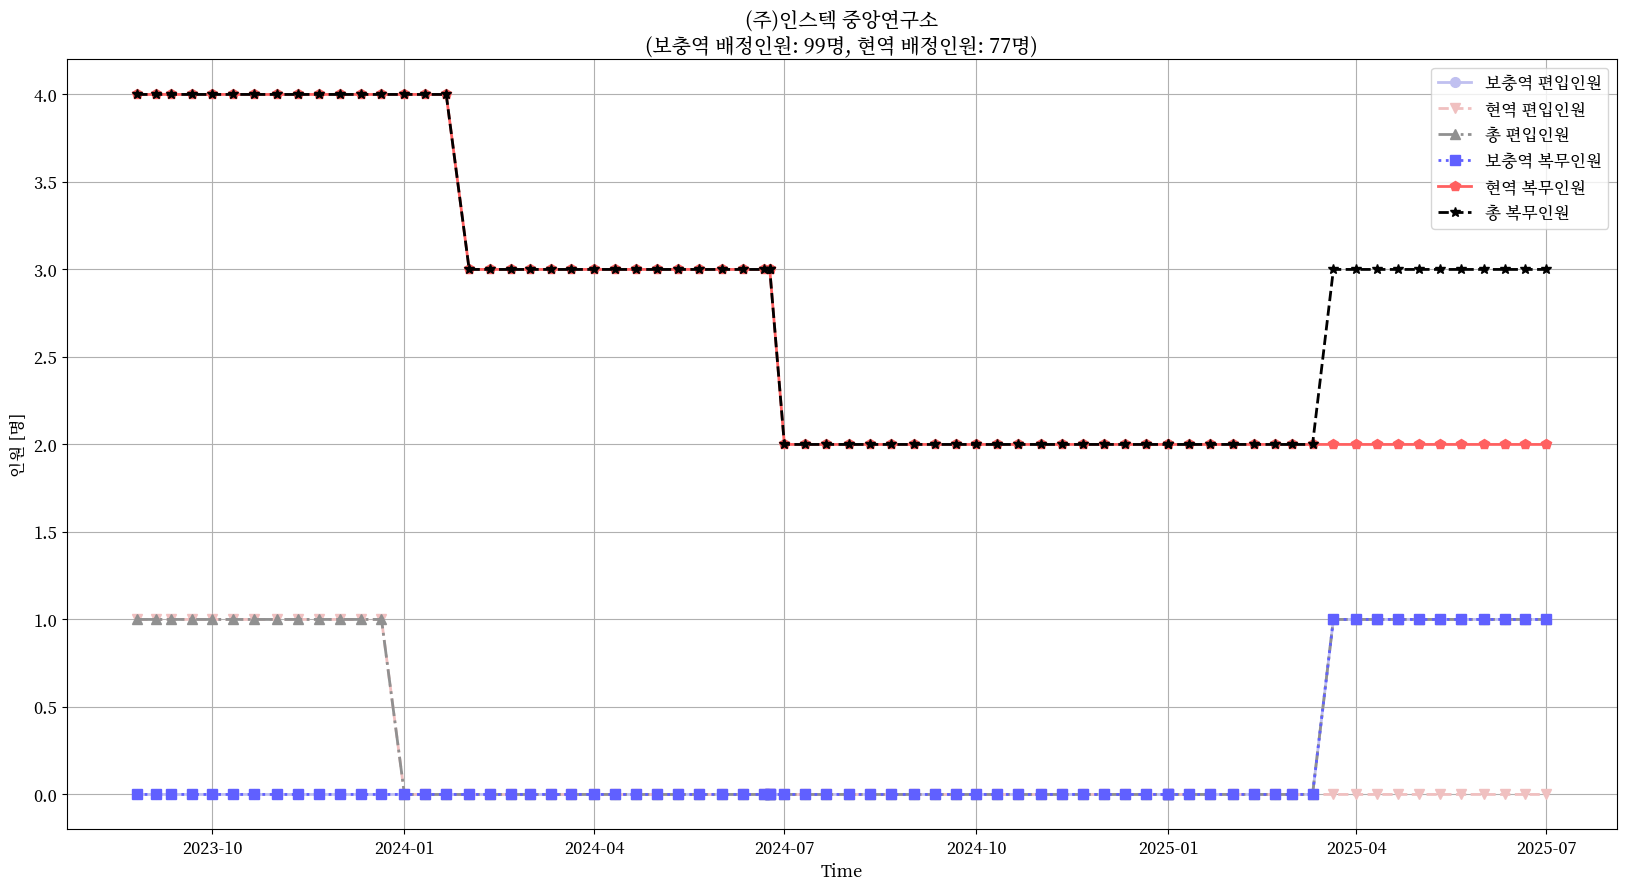 (주)인스텍 중앙연구소
(보충역 배정인원: 99명, 현역 배정인원: 77명)
보충역 편입인원
현역 편입인원
총 편입인원
보충역 복무인원
현역 복무인원
총 복무인원
인원 [명]
4.0
3.5
3.0
2.5
2.0
1.5
1.0
0.5
0.0
2023-10
2024-01
2024-04
2024-07
2024-10
2025-01
2025-04
2025-07
Time